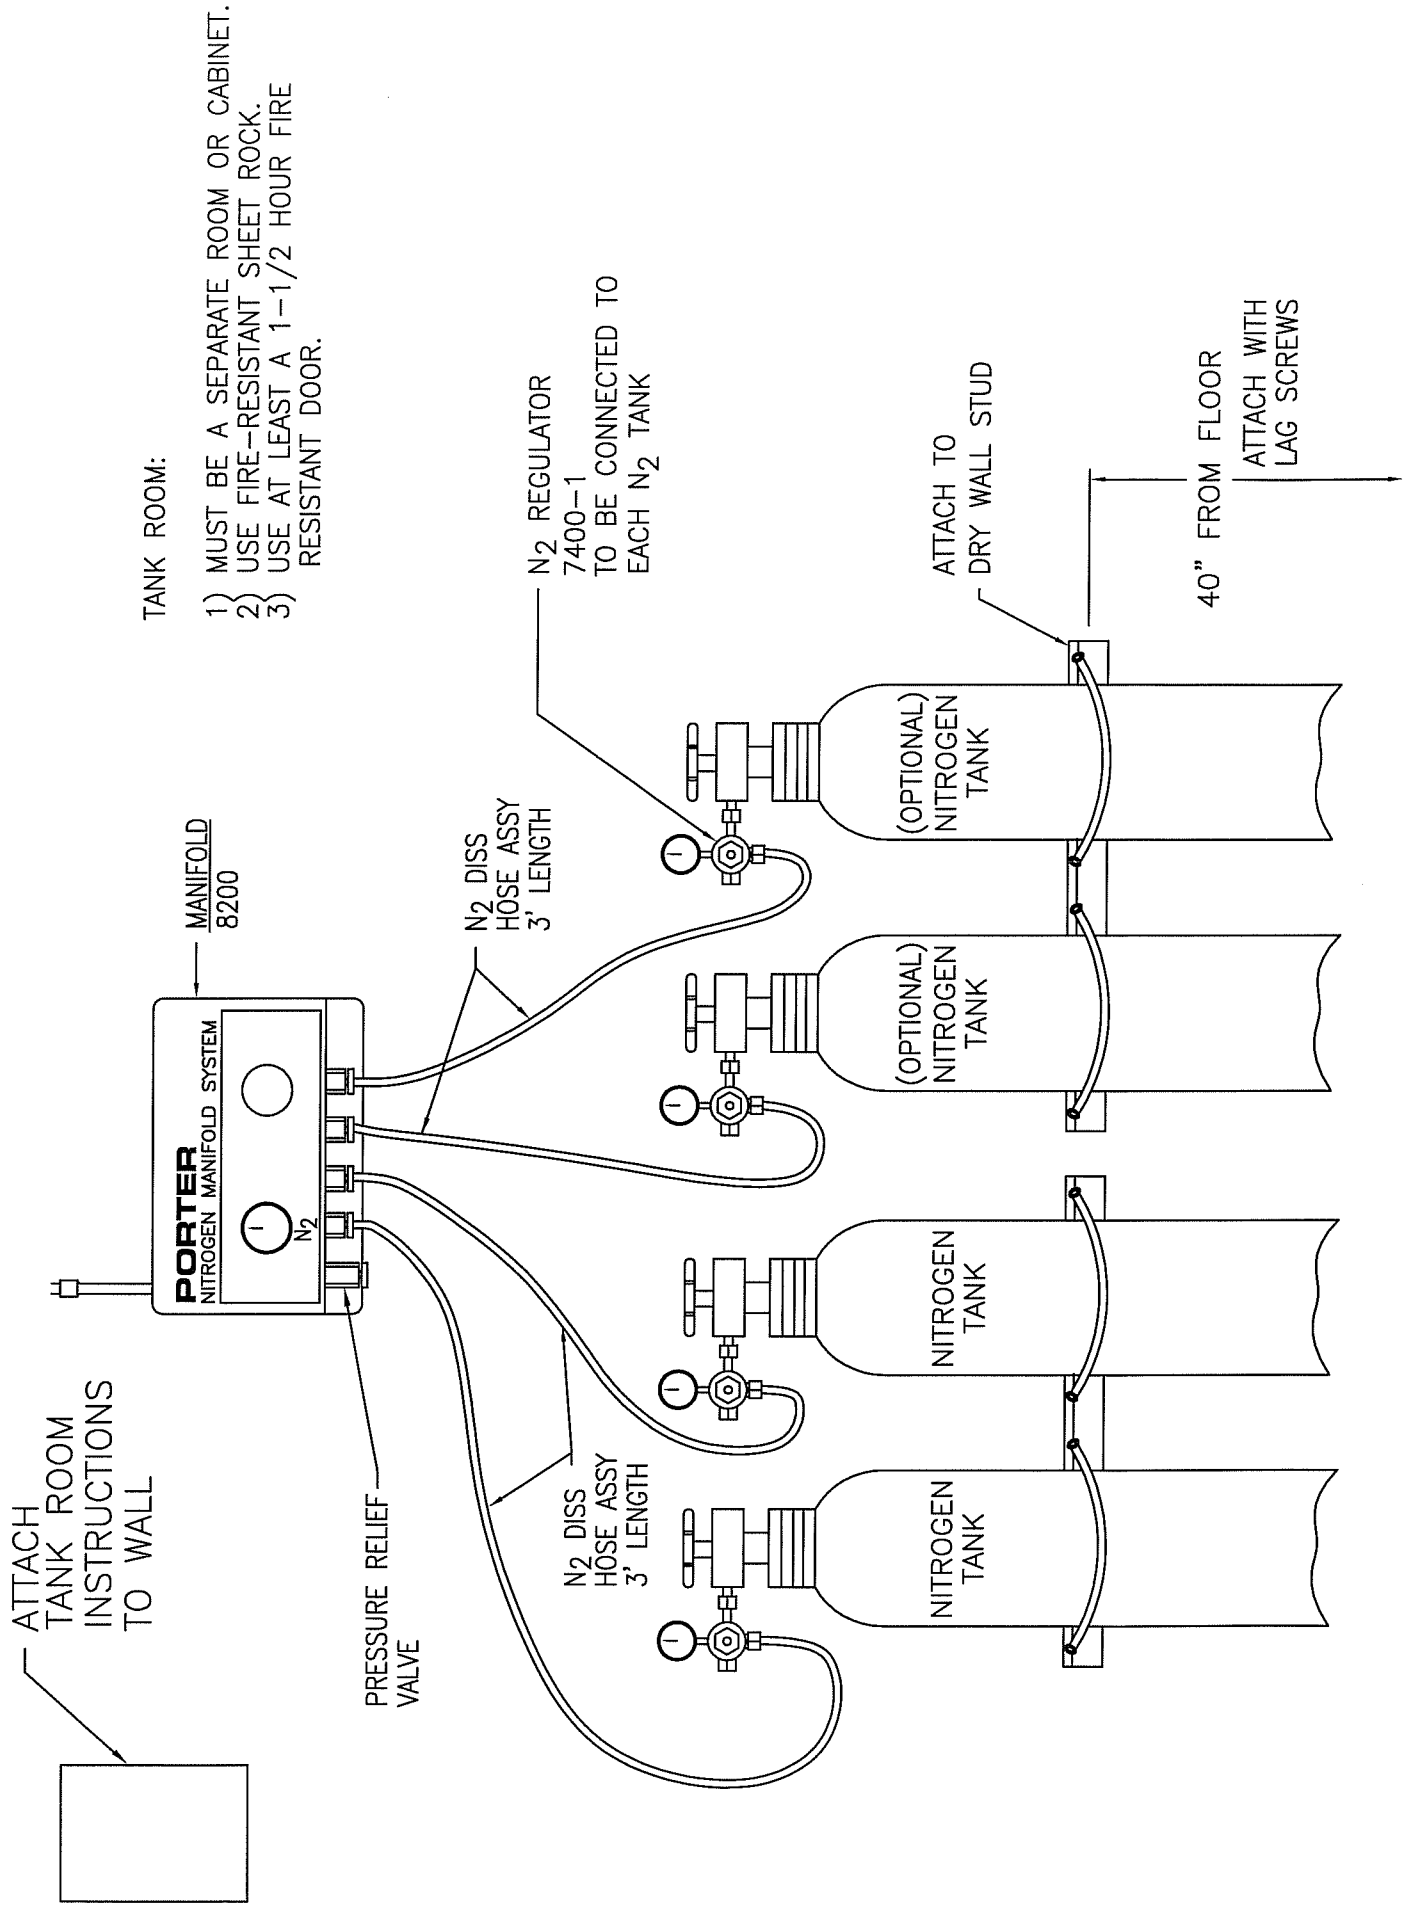 ATTACH
TANK ROOM
INSTRUCTIONS
TO WALL
PORTER
NITROGEN MANIFOLD SYSTEM
N2
MANIFOLD
8200
TANK ROOM:
1) MUST BE A SEPARATE ROOM OR CABINET.
2) USE FIRE-RESISTANT SHEET ROCK.
3) USE AT LEAST A 1-1/2 HOUR FIRE
RESISTANT DOOR.
PRESSURE RELIEF
VALVE
N2 DISS
HOSE ASSY
3' LENGTH
N2 DISS
HOSE ASSY
3' LENGTH
N2 REGULATOR
7400-1
TO BE CONNECTED TO
EACH N2 TANK
NITROGEN
TANK
NITROGEN
TANK
(OPTIONAL)
NITROGEN
TANK
(OPTIONAL)
NITROGEN
TANK
ATTACH TO
DRY WALL STUD
40" FROM FLOOR
ATTACH WITH
LAG SCREWS